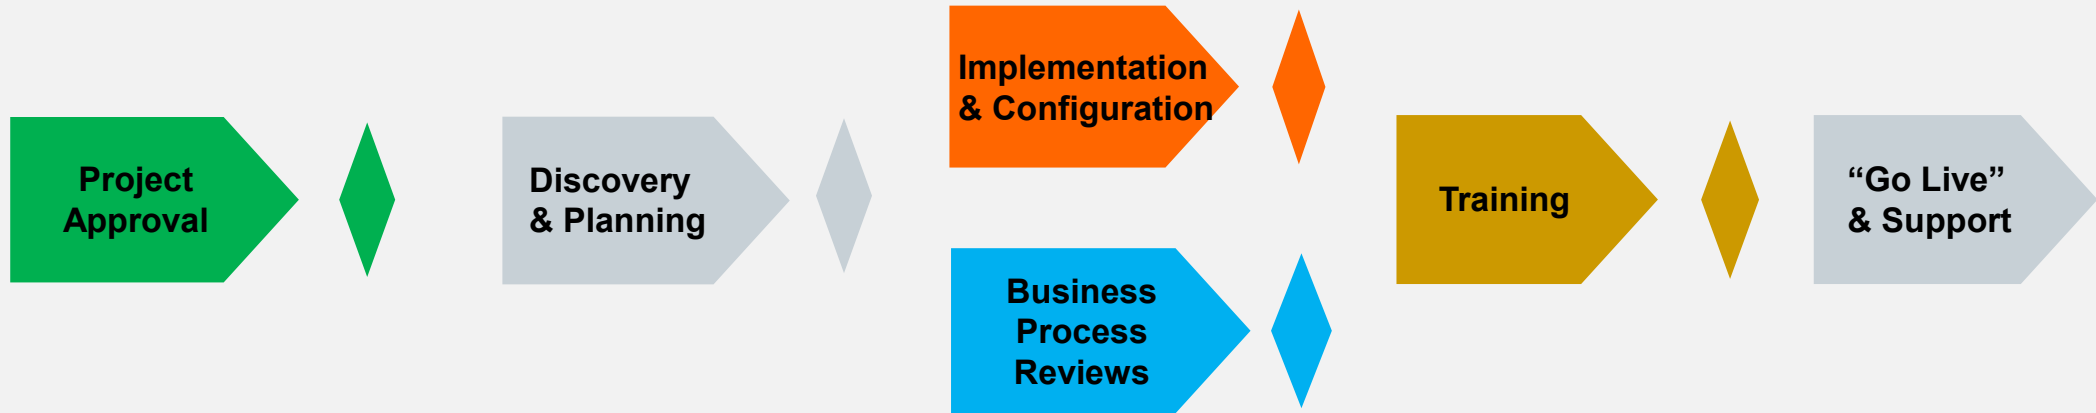 Project
Approval
Discovery
& Planning
Implementation
& Configuration
Business
Process
Reviews
Training
“Go Live”
& Support